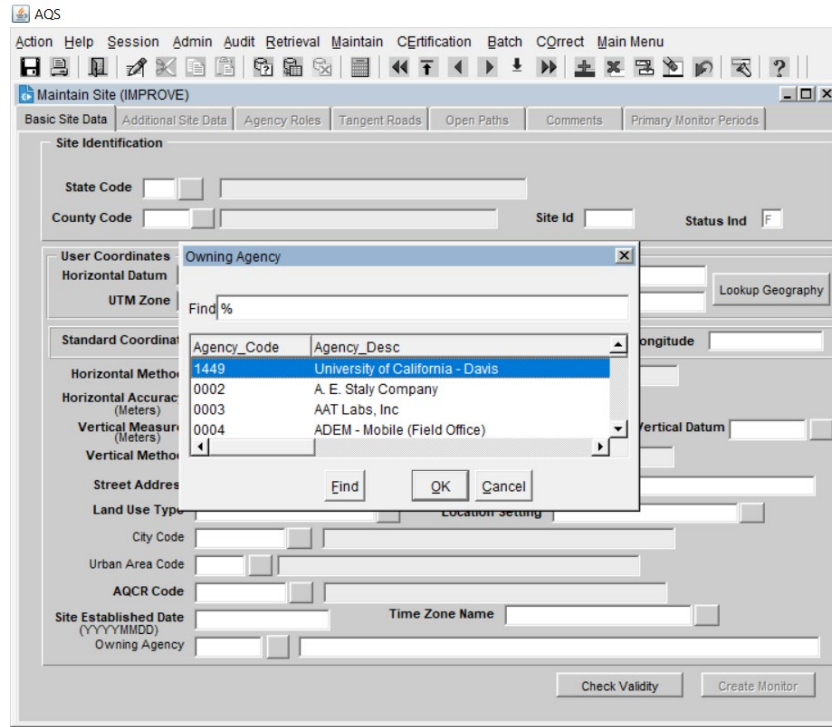 AQS
Action Help Session Admin Audit Retrieval Maintain CErtification Batch COrrect Main Menu
Maintain Site (IMPROVE)
Basic Site Data Additional Site Data Agency Roles Tangent Roads Open Paths Comments Primary Monitor Periods
Site Identification
State Code
County Code Site Id Status Ind F
User Coordinates Owning Agency
Horizontal Datum
Lookup Geography
UTM Zone
Find %
Standard Coordinat ongitude
Agency_Code Agency_Desc
1449 University of California - Davis
Horizontal Method
0002 A. E. Staly Company
Horizontal Accurac
(Meters)
0003 AAT Labs, Inc
Vertical Measur Vertical Datum
(Meters)
0004 ADEM - Mobile (Field Office)
Vertical Metho
Street Addres Find OK Cancel
Land Use Type Location Setting
City Code
Urban Area Code
AQCR Code
Site Established Date Time Zone Name
(YYYYMMDD)
Owning Agency
Check Validity Create Monitor